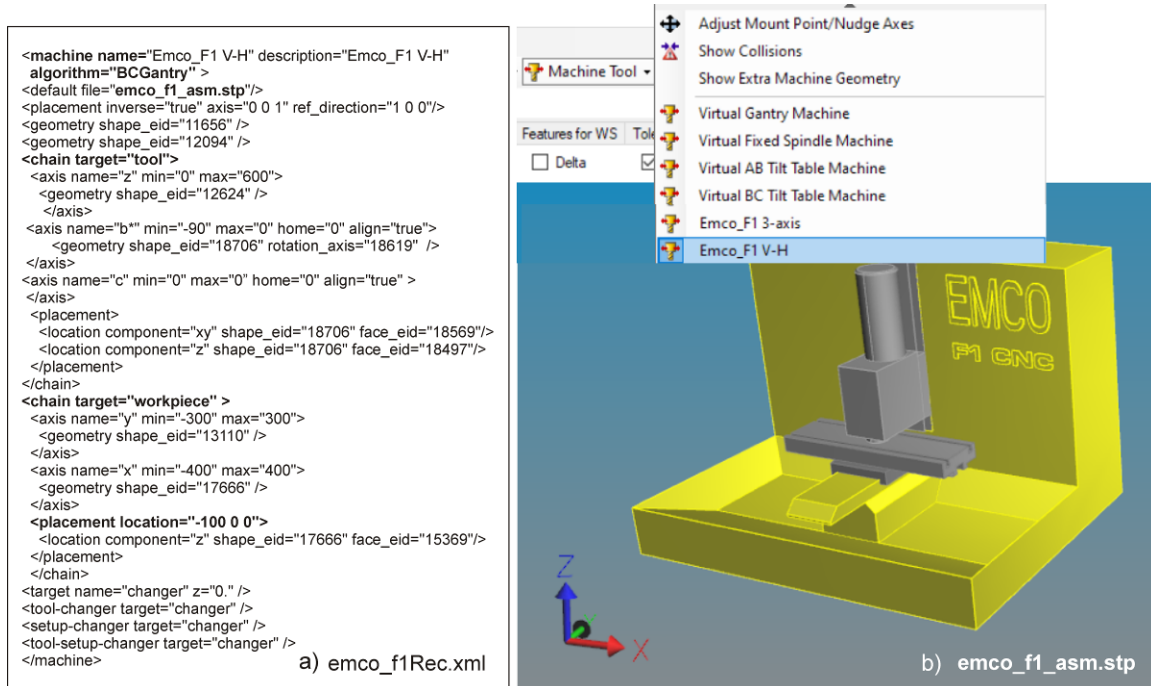 <machine name="Emco_F1 V-H" description="Emco_F1 V-H"
algorithm="BCGantry" >
<default file="emco_f1_asm.stp"/>
<placement inverse="true" axis="0 0 1" ref_direction="1 0 0"/>
<geometry shape_eid="11656" />
<geometry shape_eid="12094" />
<chain target="tool">
<axis name="z" min="0" max="600">
<geometry shape_eid="12624" />
</axis>
<axis name="b*" min="-90" max="0" home="0" align="true">
<geometry shape_eid="18706" rotation_axis="18619" />
</axis>
<axis name="c" min="0" max="0" home="0" align="true" >
</axis>
<placement>
<location component="xy" shape_eid="18706" face_eid="18569"/>
<location component="z" shape_eid="18706" face_eid="18497"/>
</placement>
</chain>
<chain target="workpiece" >
<axis name="y" min="-300" max="300">
<geometry shape_eid="13110" />
</axis>
<axis name="x" min="-400" max="400">
<geometry shape_eid="17666" />
</axis>
<placement location="-100 0 0">
<location component="z" shape_eid="17666" face_eid="15369"/>
</placement>
</chain>
<target name="changer" z="0." />
<tool-changer target="changer" />
<setup-changer target="changer" />
<tool-setup-changer target="changer" />
</machine>
a) emco_f1Rec.xml
Machine Tool
Features for WS
Delta
Adjust Mount Point/Nudge Axes
Show Collisions
Show Extra Machine Geometry
Virtual Gantry Machine
Virtual Fixed Spindle Machine
Virtual AB Tilt Table Machine
Virtual BC Tilt Table Machine
Emco_F1 3-axis
Emco_F1 V-H
EMCO
F1 CNC
Z
X
b) emco_f1_asm.stp